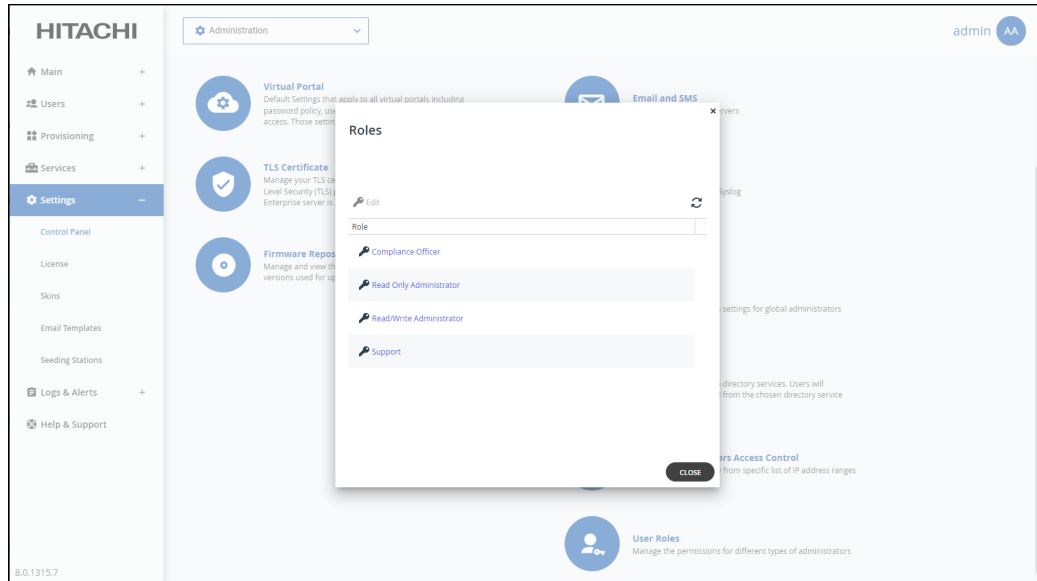 HITACHI
Administration
admin
AA
Main
Users
Provisioning
Services
Settings
Control Panel
License
Skins
Email Templates
Seeding Stations
Logs & Alerts
Help & Support
8.0.1315.7
Virtual Portal
Default Settings that apply to all virtual portals including
password policy, use
access. Those settin
TLS Certificate
Manage your TLS ce
Level Security (TLS)
Enterprise server is
Firmware Repos
Manage and view th
versions used for up
Email and SMS
rvers
Syslog
settings for global administrators
directory services. Users will
from the chosen directory service
ors Access Control
from specific list of IP address ranges
User Roles
Manage the permissions for different types of administrators
Roles
Edit
Role
Compliance Officer
Read Only Administrator
Read/Write Administrator
Support
CLOSE